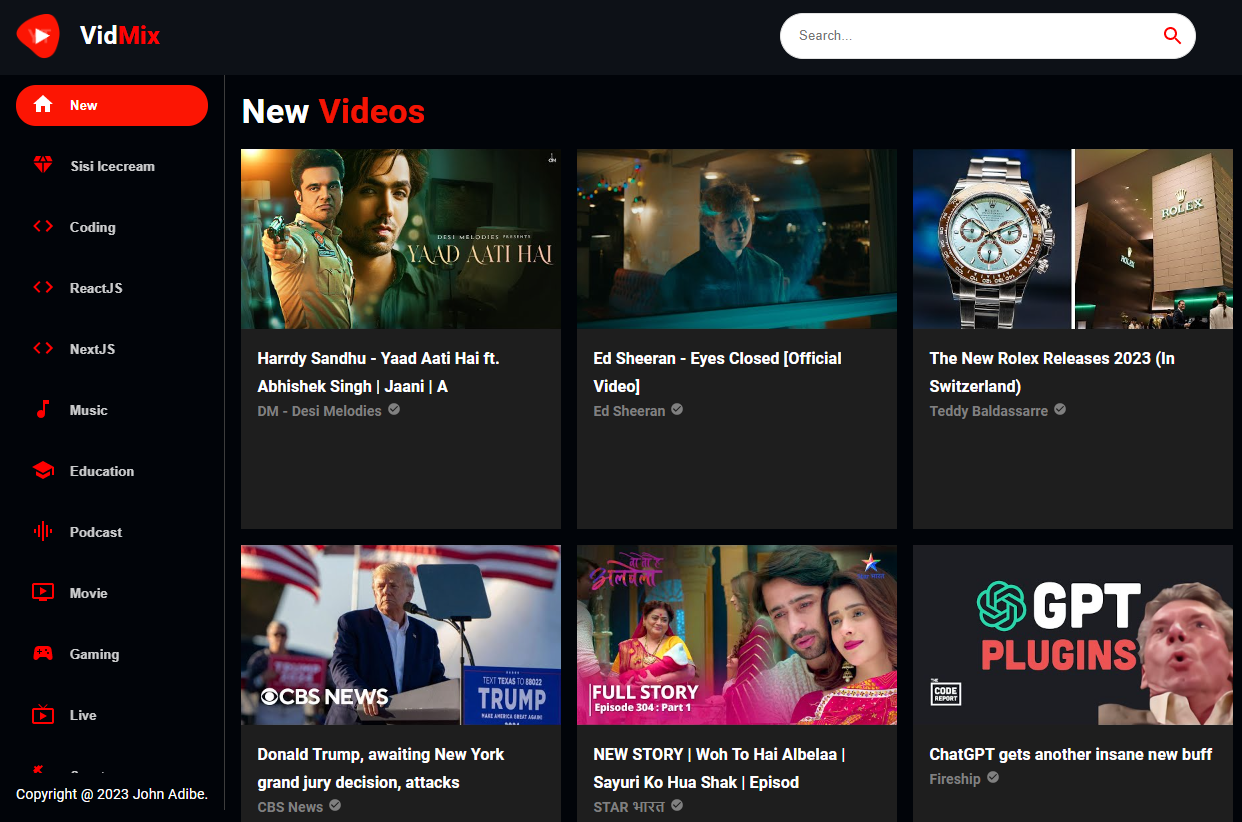 VidMix
Search...
New
Sisi Icecream
Coding
ReactJS
NextJS
Music
Education
Podcast
Movie
Gaming
Live
Copyright @ 2023 John Adibe.
New Videos
DM
DESI MELODIES PRESENTS
YAAD AATI HAI
Harrdy Sandhu - Yaad Aati Hai ft.
Abhishek Singh | Jaani | A
DM - Desi Melodies
Ed Sheeran - Eyes Closed [Official
Video]
Ed Sheeran
ROLEX
ROLEX
The New Rolex Releases 2023 (In
Switzerland)
Teddy Baldassarre
CBS NEWS
TEXT TEXAS TO 88022
TRUMP
MAKE AMERICA GREAT AGAIN!
Donald Trump, awaiting New York
grand jury decision, attacks
CBS News
अलबेला
FULL STORY
Episode 304 : Part 1
NEW STORY | Woh To Hai Albelaa |
Sayuri Ko Hua Shak | Episod
STAR भारत
GPT
PLUGINS
THE
CODE
REPORT
ChatGPT gets another insane new buff
Fireship